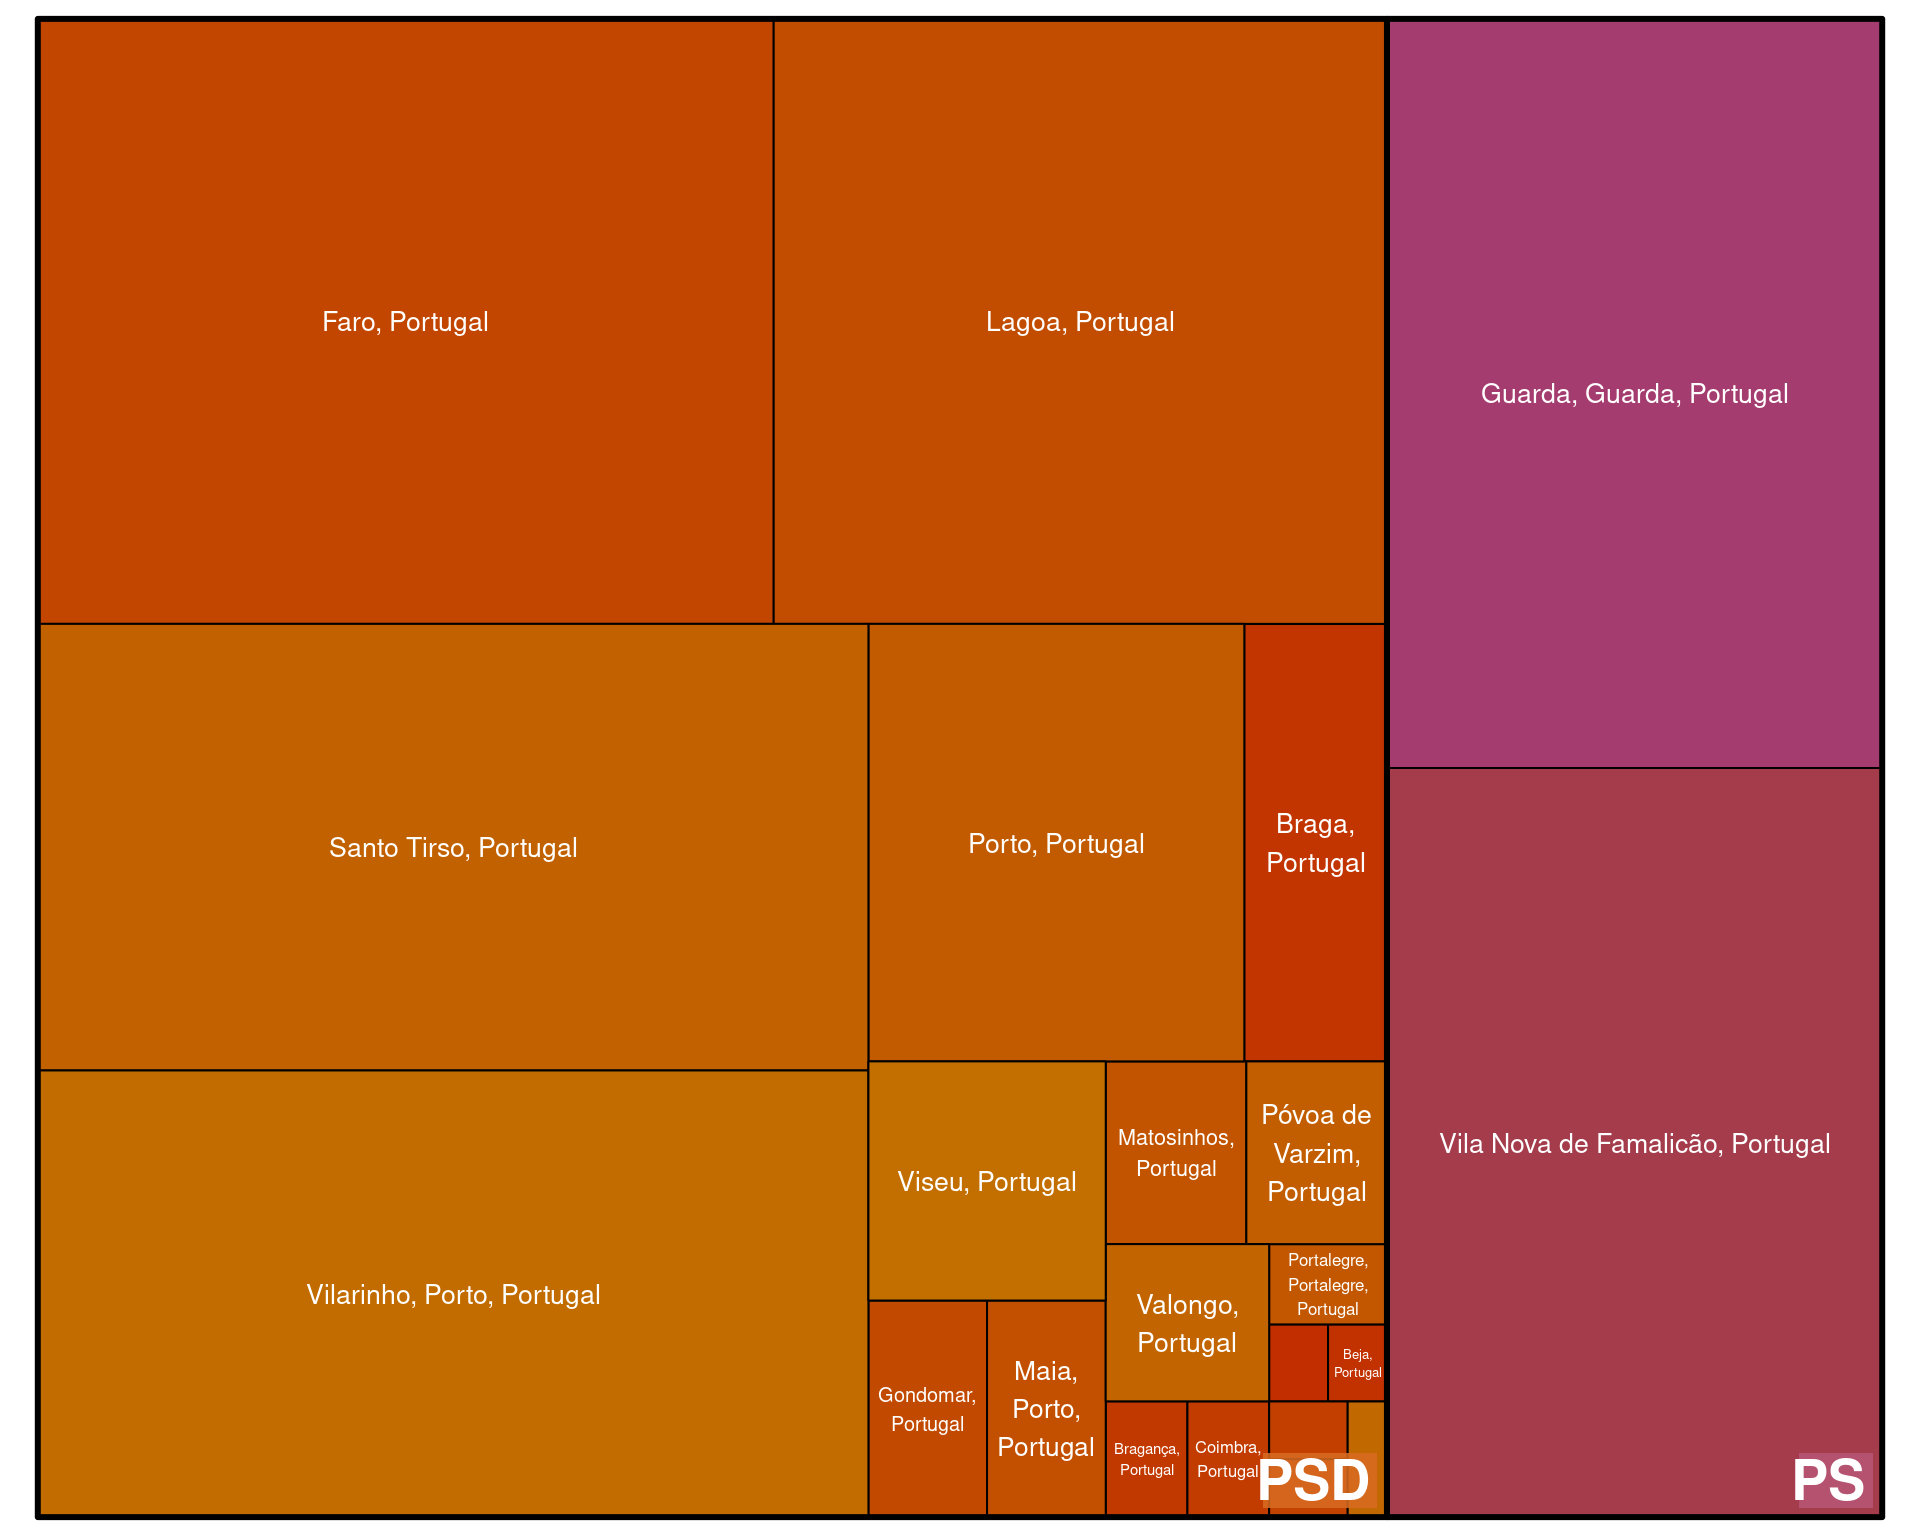 Faro, Portugal
Lagoa, Portugal
Guarda, Guarda, Portugal
Santo Tirso, Portugal
Porto, Portugal
Braga,
Portugal
Vila Nova de Famalicão, Portugal
Vilarinho, Porto, Portugal
Viseu, Portugal
Matosinhos,
Portugal
Póvoa de
Varzim,
Portugal
Valongo,
Portugal
Portalegre,
Portalegre,
Portugal
Beja,
Portugal
Gondomar,
Portugal
Maia,
Porto,
Portugal
Bragança,
Portugal
Coimbra,
Portugal
PSD
PS